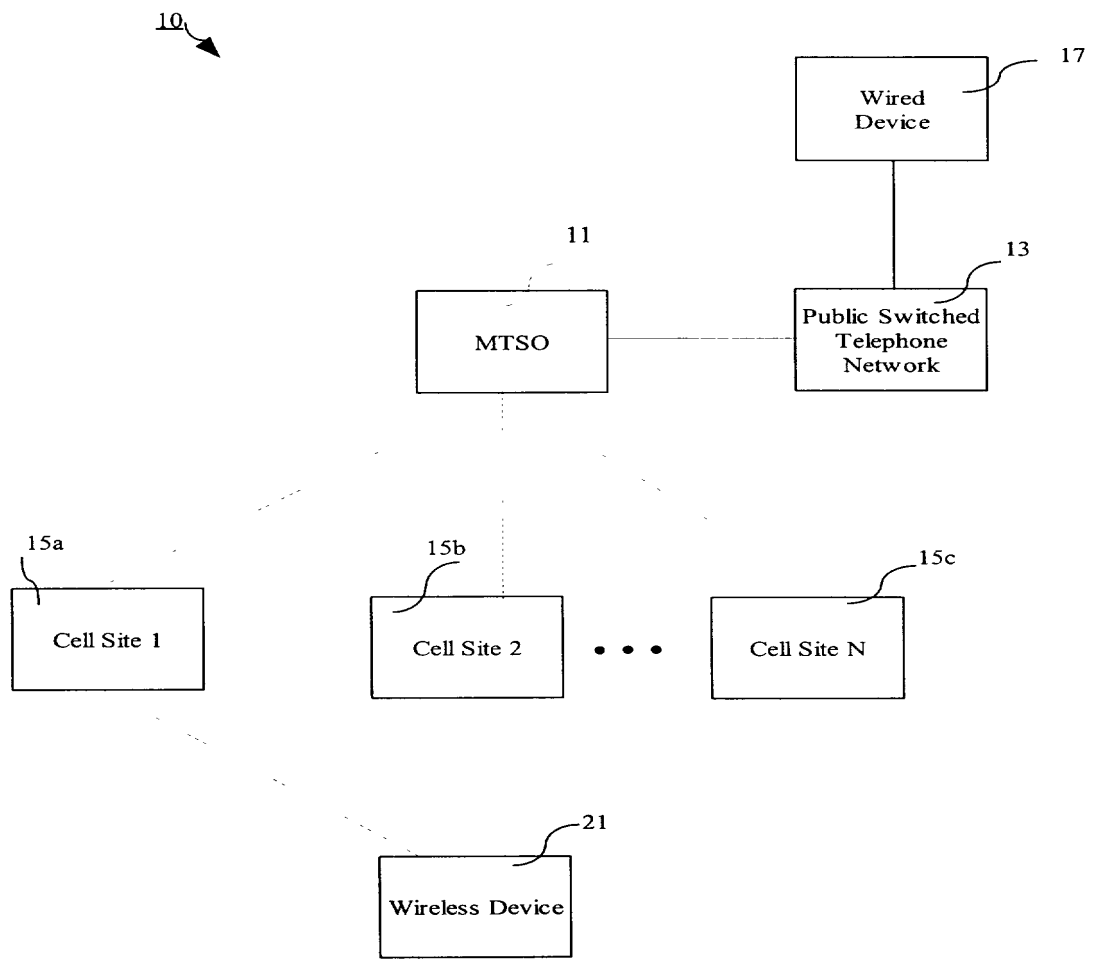 10
17
Wired
Device
11
13
MTSO
Public Switched
Telephone
Network
15a
15b
15c
Cell Site 1
Cell Site 2
Cell Site N
21
Wireless Device